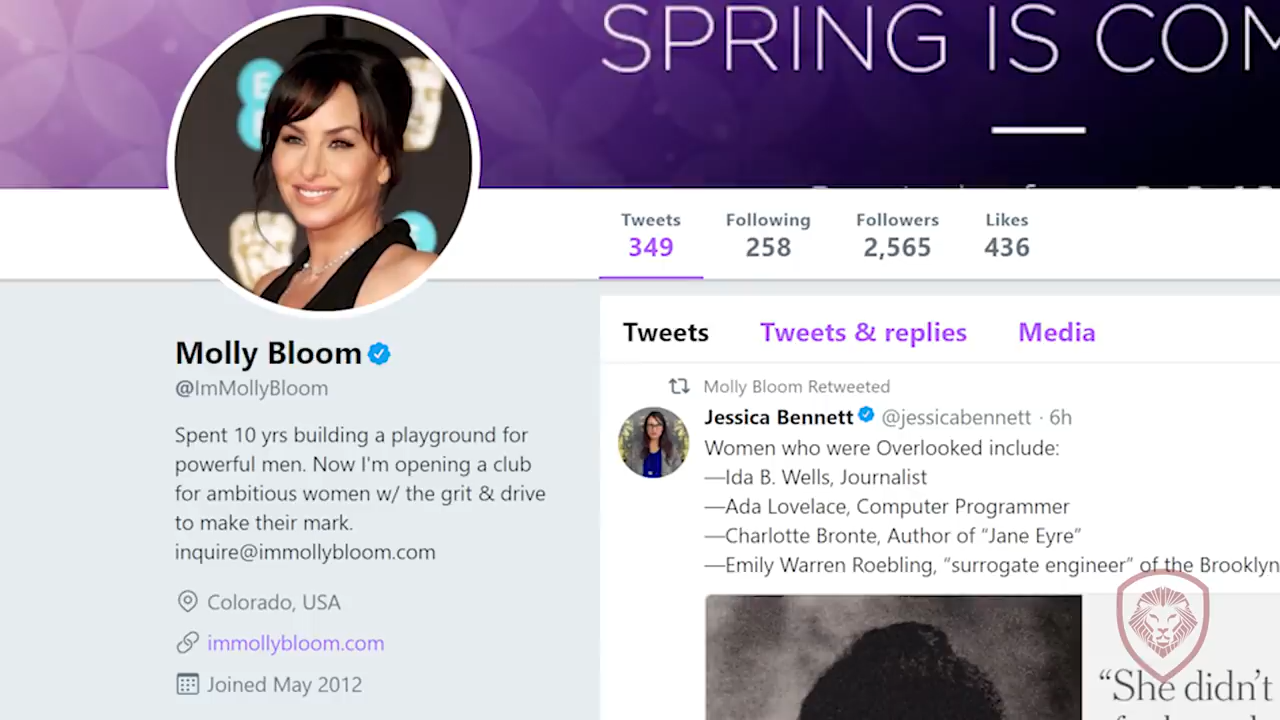 SPRING IS COM
Tweets Following Followers Likes
349 258 2,565 436
Molly Bloom
@ImMollyBloom
Spent 10 yrs building a playground for
powerful men. Now I'm opening a club
for ambitious women w/ the grit & drive
to make their mark.
inquire@immollybloom.com
Colorado, USA
immollybloom.com
Joined May 2012
Tweets Tweets & replies Media
Molly Bloom Retweeted
Jessica Bennett @jessicabennett · 6h
Women who were Overlooked include:
—Ida B. Wells, Journalist
—Ada Lovelace, Computer Programmer
—Charlotte Bronte, Author of “Jane Eyre”
—Emily Warren Roebling, “surrogate engineer” of the Brooklyn
“She didn’t